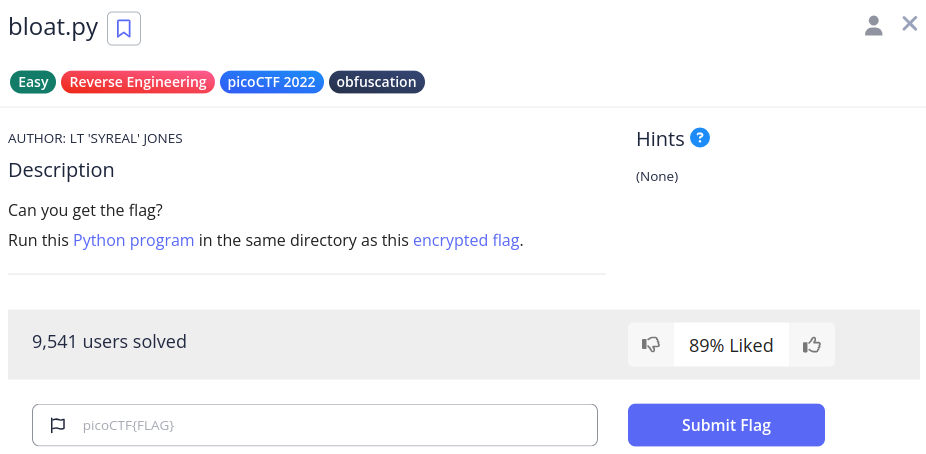 bloat.py
Easy Reverse Engineering picoCTF 2022 obfuscation
AUTHOR: LT 'SYREAL' JONES
Description
Can you get the flag?
Run this Python program in the same directory as this encrypted flag.
Hints ?
(None)
9,541 users solved
89% Liked
picoCTF{FLAG}
Submit Flag